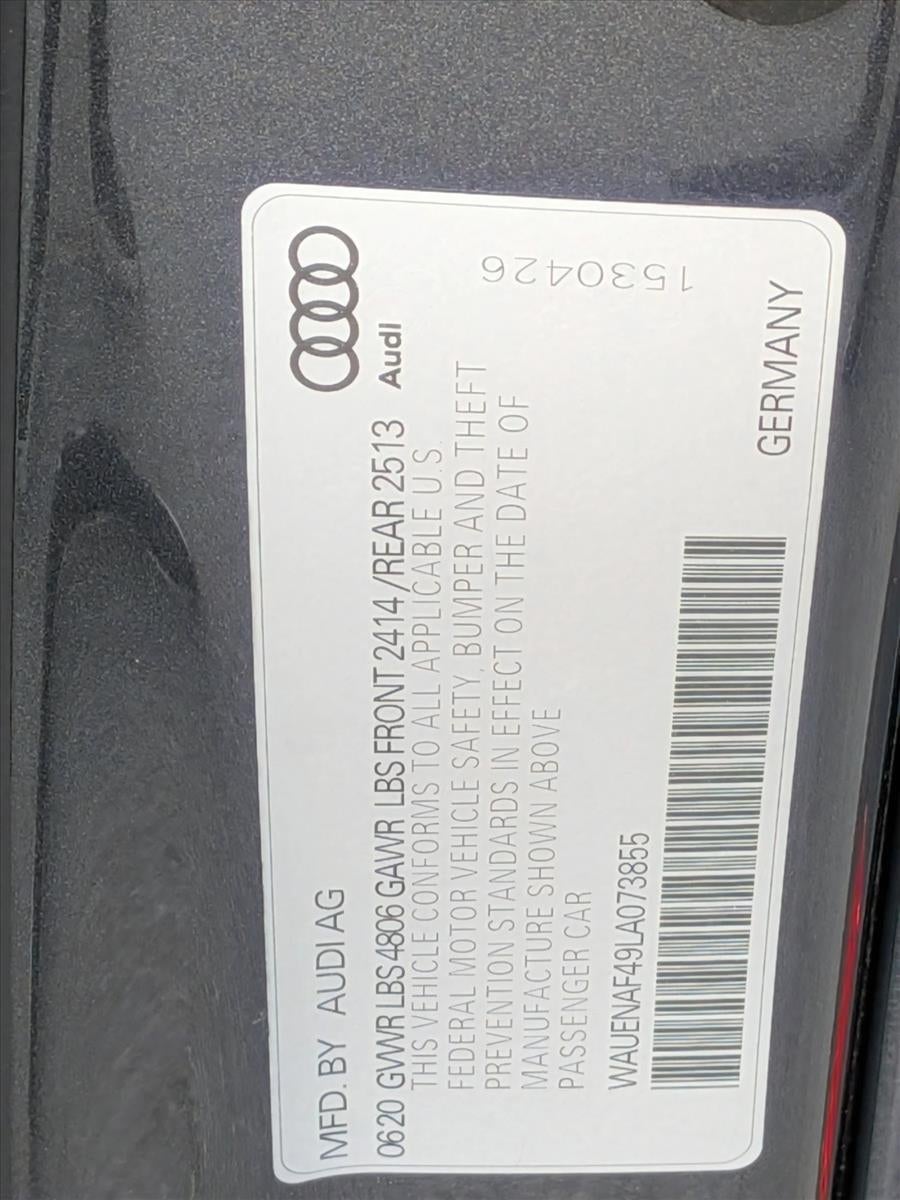 MFD. BY AUDI AG
0620 GVWR LBS 4806 GAWR LBS FRONT 2414 /REAR 2513
Audi
THIS VEHICLE CONFORMS TO ALL APPLICABLE U.S.
FEDERAL MOTOR VEHICLE SAFETY, BUMPER AND THEFT
PREVENTION STANDARDS IN EFFECT ON THE DATE OF
MANUFACTURE SHOWN ABOVE
PASSENGER CAR
1530426
WAUENAF49LA073855
GERMANY